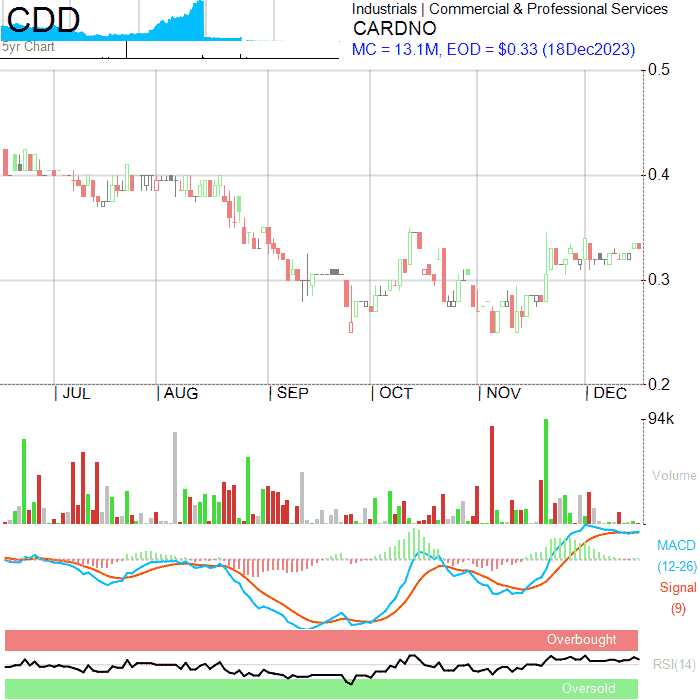 CDD
5yr Chart
Industrials | Commercial & Professional Services
CARDNO
MC = 13.1M, EOD = $0.33 (18Dec2023)
0.5
0.4
0.3
0.2
JUL AUG SEP OCT NOV DEC
94k
Volume
MACD
(12-26)
Signal
(9)
Overbought
RSI(14)
Oversold